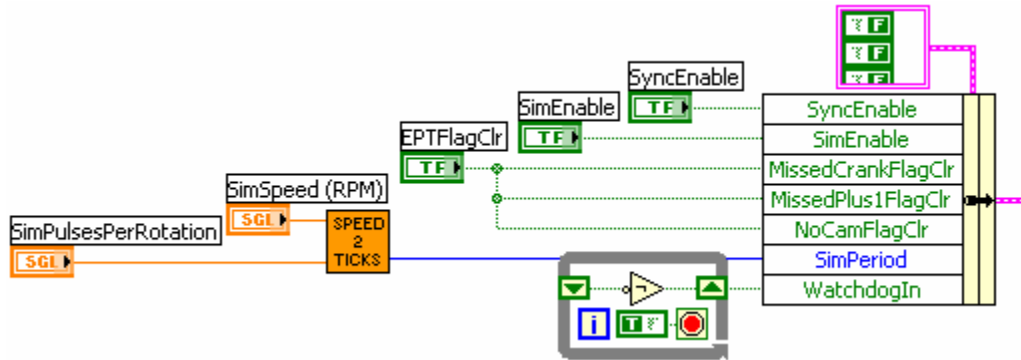 F
F
F
SyncEnable
TF
SyncEnable
SimEnable
TF
SimEnable
EPTFlagClr
TF
MissedCrankFlagClr
SimSpeed (RPM)
SGL
MissedPlus1FlagClr
SimPulsesPerRotation
SGL
SPEED
2
TICKS
NoCamFlagClr
SimPeriod
WatchdogIn
i
T